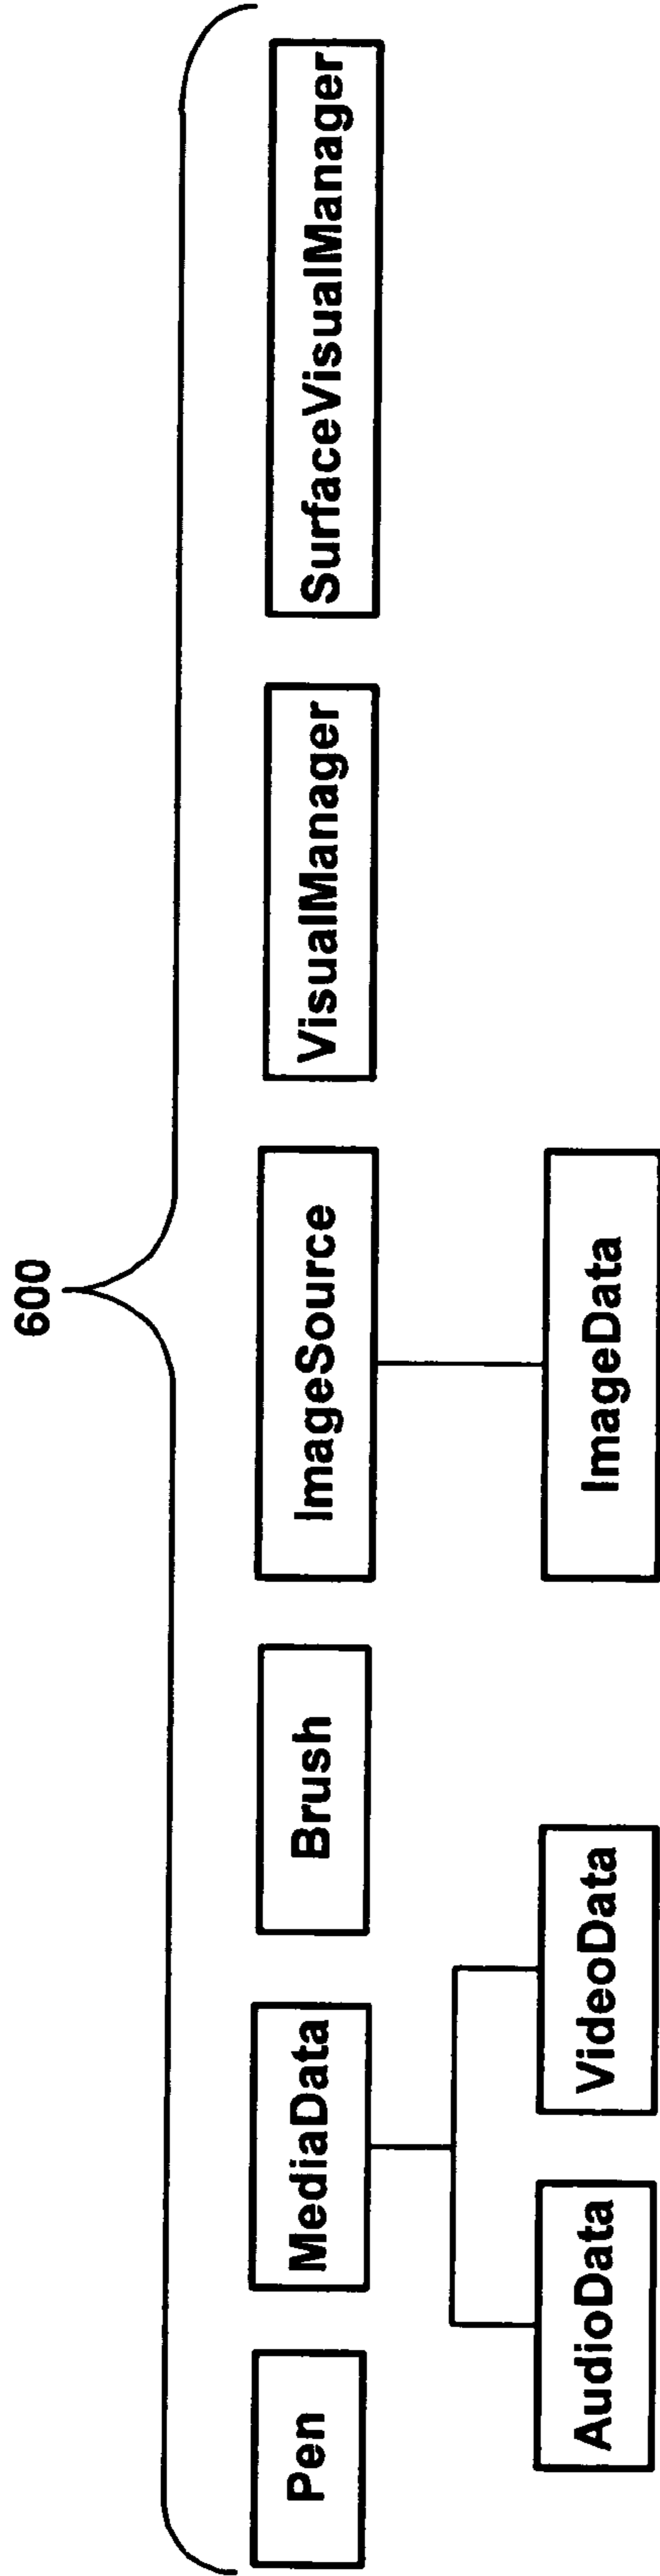 600
Pen
MediaData
Brush
ImageSource
VisualManager
SurfaceVisualManager
AudioData
VideoData
ImageData